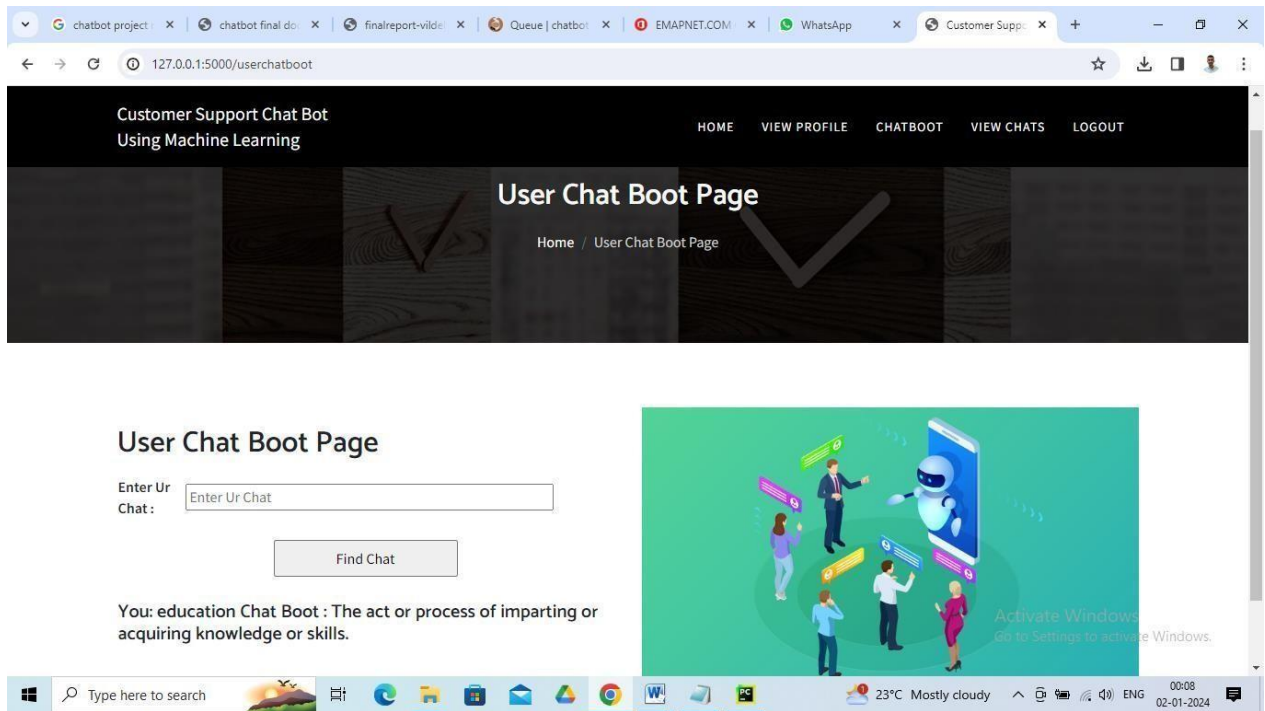 chatbot project
chatbot final do
finalreport-vilde
Queue | chatbot
EMAPNET.COM
WhatsApp
Customer Suppo
127.0.0.1:5000/userchatboot
Customer Support Chat Bot
Using Machine Learning
HOME VIEW PROFILE CHATBOOT VIEW CHATS LOGOUT
User Chat Boot Page
Home / User Chat Boot Page
User Chat Boot Page
Enter Ur
Chat :
Enter Ur Chat
Find Chat
You: education Chat Boot : The act or process of imparting or
acquiring knowledge or skills.
Activate Windows
Go to Settings to activate Windows.
Type here to search
23°C Mostly cloudy
ENG
00:08
02-01-2024